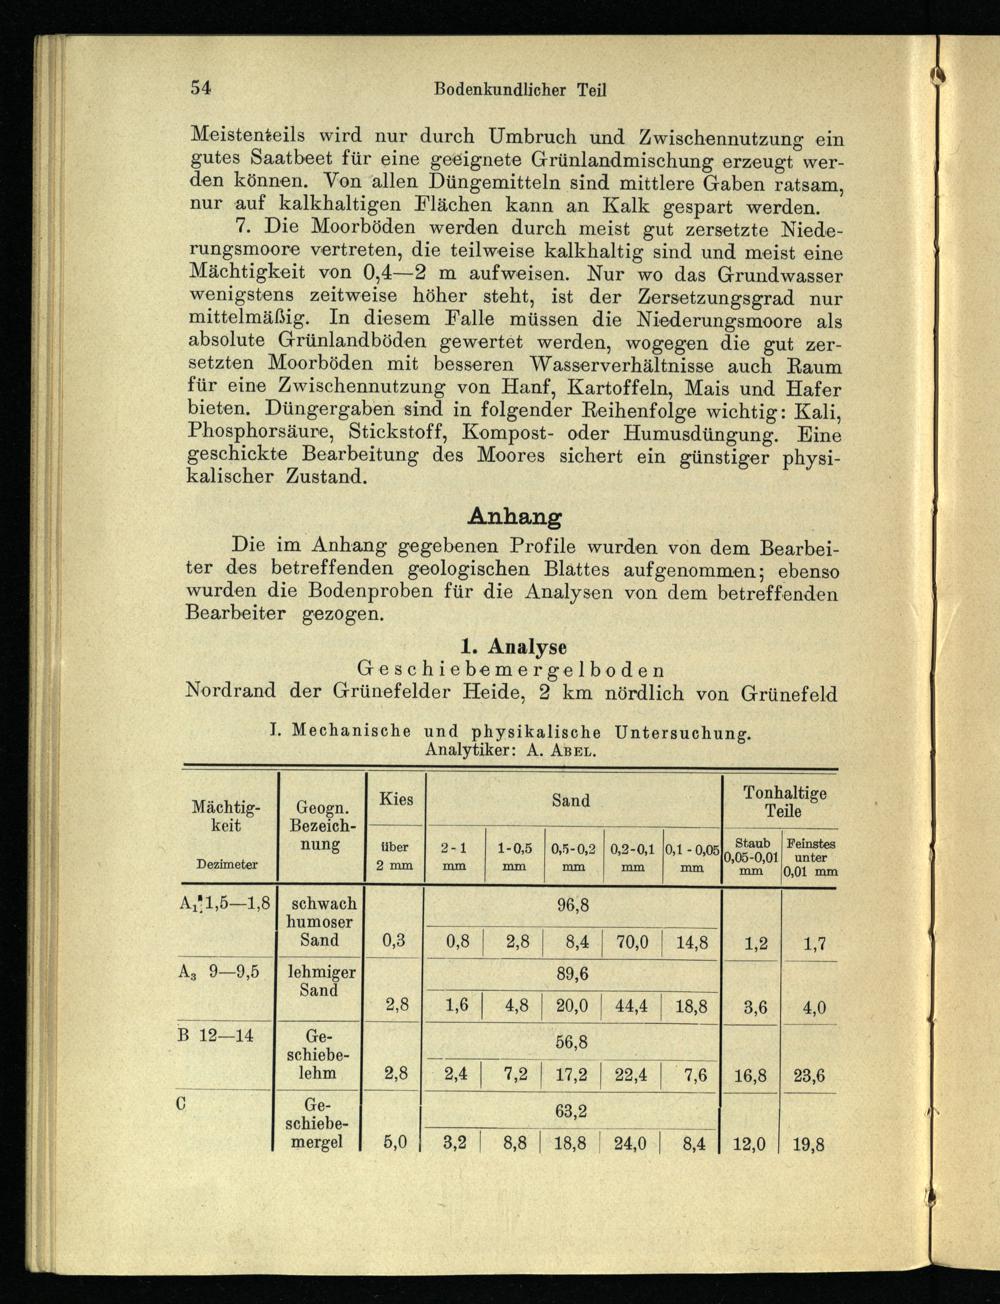 54 Bodenkundlicher Teil
Meistenteils wird nur durch Umbruch und Zwischennutzung ein
gutes Saatbeet für eine geeignete Grünlandmischung erzeugt wer-
den können. Von allen Düngemitteln sind mittlere Gaben ratsam,
nur auf kalkhaltigen Flächen kann an Kalk gespart werden.
7. Die Moorböden werden durch meist gut zersetzte Niede-
rungsmoore vertreten, die teilweise kalkhaltig sind und meist eine
Mächtigkeit von 0,4—2 m aufweisen. Nur wo das Grundwasser
wenigstens zeitweise höher steht, ist der Zersetzungsgrad nur
mittelmäßig. In diesem Falle müssen die Niederungsmoore als
absolute Grünlandböden gewertet werden, wogegen die gut zer-
setzten Moorböden mit besseren Wasserverhältnisse auch Raum
für eine Zwischennutzung von Hanf, Kartoffeln, Mais und Hafer
bieten. Düngergaben sind in folgender Reihenfolge wichtig: Kali,
Phosphorsäure, Stickstoff, Kompost- oder Humusdüngung. Eine
geschickte Bearbeitung des Moores sichert ein günstiger physi-
kalischer Zustand.
Anhang
Die im Anhang gegebenen Profile wurden von dem Bearbei-
ter des betreffenden geologischen Blattes aufgenommen; ebenso
wurden die Bodenproben für die Analysen von dem betreffenden
Bearbeiter gezogen.
1. Analyse
Geschiebemergelboden
Nordrand der Grünefelder Heide, 2 km nördlich von Grünefeld
I. Mechanische und physikalische Untersuchung.
Analytiker: A. ABEL.
Mächtig-
keit
Dezimeter
Geogn.
Bezeich-
nung
Kies
über
2 mm
Sand
2-1
mm
1-0,5
mm
0,5-0,2
mm
0,2-0,1
mm
0,1 - 0,05
mm
Tonhaltige
Teile
Staub
0,05-0,01
mm
Feinstes
unter
0,01 mm
A₁ 1,5—1,8 schwach 96,8
humoser
Sand 0,3 0,8 2,8 8,4 70,0 14,8 1,2 1,7
A₃ 9—9,5 lehmiger 89,6
Sand
2,8 1,6 4,8 20,0 44,4 18,8 3,6 4,0
B 12—14 Ge- 56,8
schiebe-
lehm 2,8 2,4 7,2 17,2 22,4 7,6 16,8 23,6
C Ge- 63,2
schiebe-
mergel 5,0 3,2 8,8 18,8 24,0 8,4 12,0 19,8